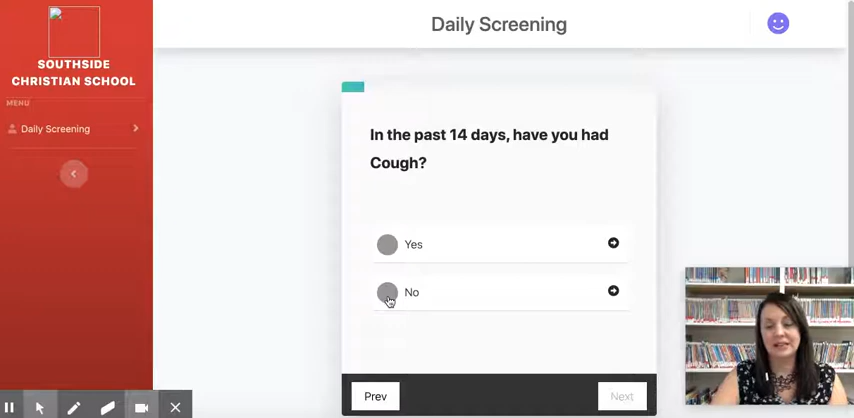 Daily Screening
SOUTHSIDE
CHRISTIAN SCHOOL
MENU
Daily Screening
In the past 14 days, have you had
Cough?
Yes
No
Prev
Next